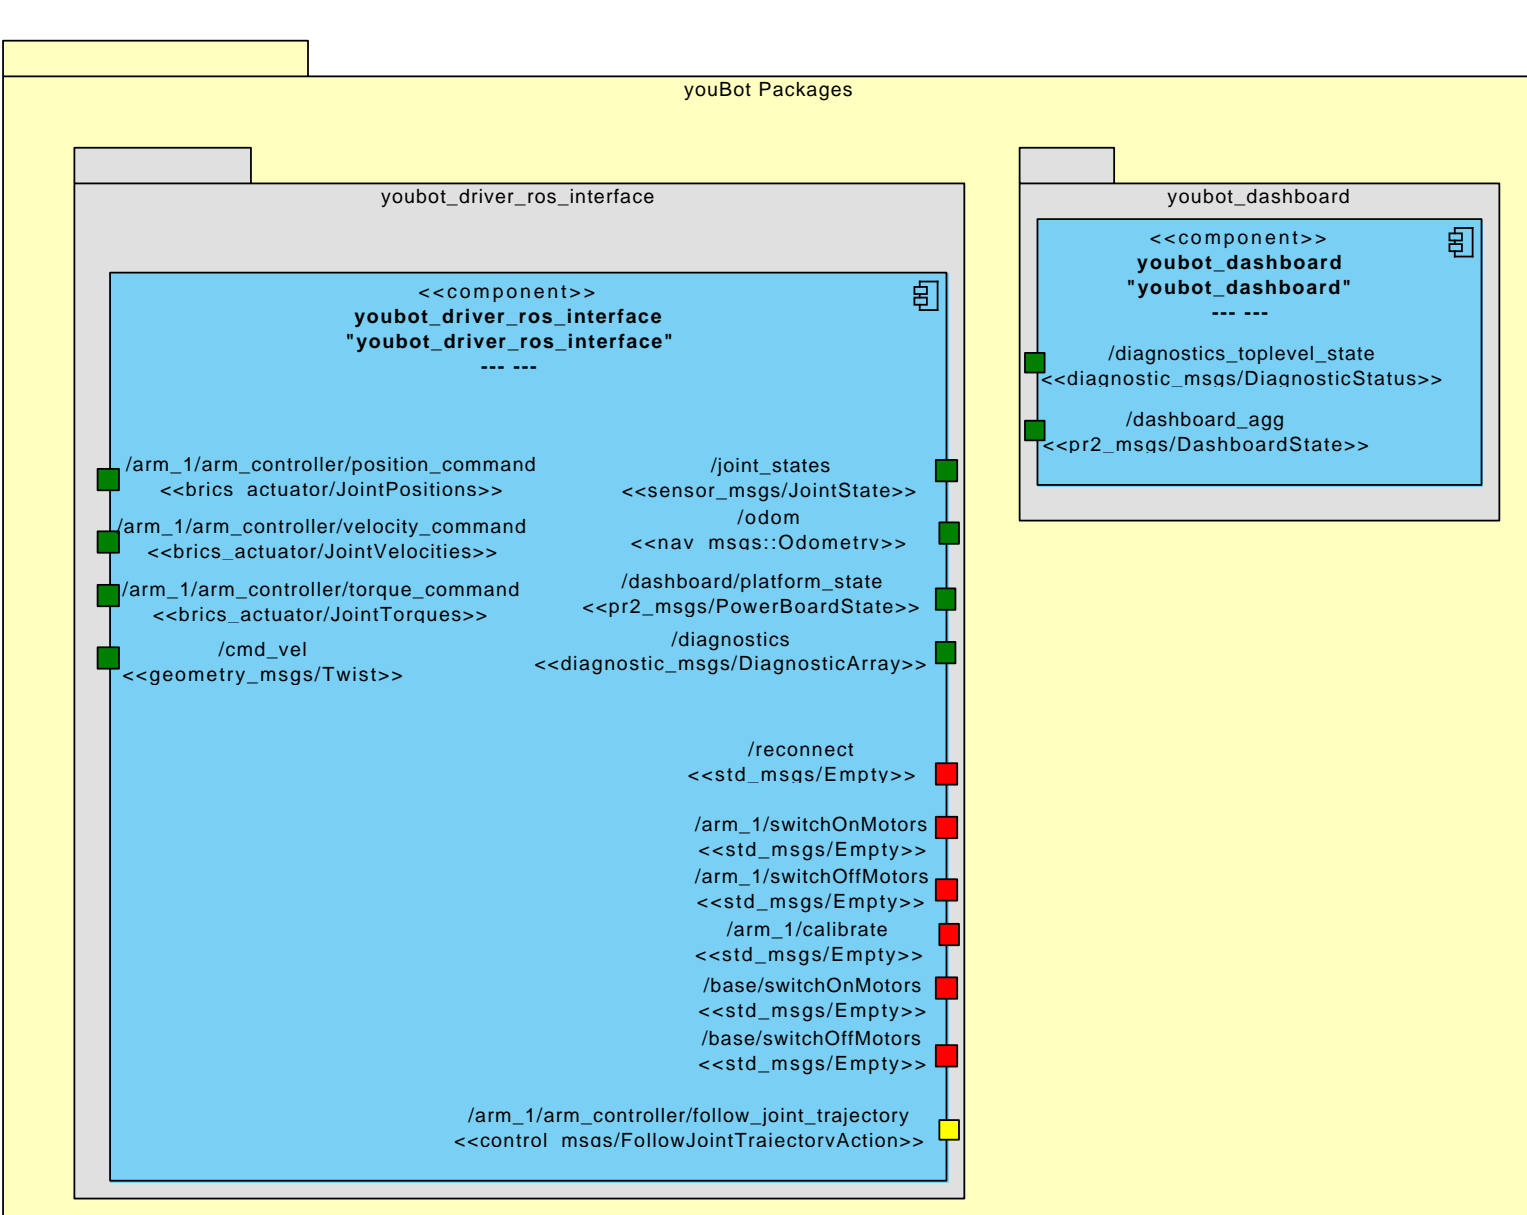 youBot Packages
youbot_driver_ros_interface
<<component>>
youbot_driver_ros_interface
"youbot_driver_ros_interface"
--- ---
/arm_1/arm_controller/position_command
<<brics_actuator/JointPositions>>
/arm_1/arm_controller/velocity_command
<<brics_actuator/JointVelocities>>
/arm_1/arm_controller/torque_command
<<brics_actuator/JointTorques>>
/cmd_vel
<<geometry_msgs/Twist>>
/joint_states
<<sensor_msgs/JointState>>
/odom
<<nav_msgs::Odometry>>
/dashboard/platform_state
<<pr2_msgs/PowerBoardState>>
/diagnostics
<<diagnostic_msgs/DiagnosticArray>>
/reconnect
<<std_msgs/Empty>>
/arm_1/switchOnMotors
<<std_msgs/Empty>>
/arm_1/switchOffMotors
<<std_msgs/Empty>>
/arm_1/calibrate
<<std_msgs/Empty>>
/base/switchOnMotors
<<std_msgs/Empty>>
/base/switchOffMotors
<<std_msgs/Empty>>
/arm_1/arm_controller/follow_joint_trajectory
<<control_msgs/FollowJointTrajectoryAction>>
youbot_dashboard
<<component>>
youbot_dashboard
"youbot_dashboard"
--- ---
/diagnostics_toplevel_state
<<diagnostic_msgs/DiagnosticStatus>>
/dashboard_agg
<<pr2_msgs/DashboardState>>